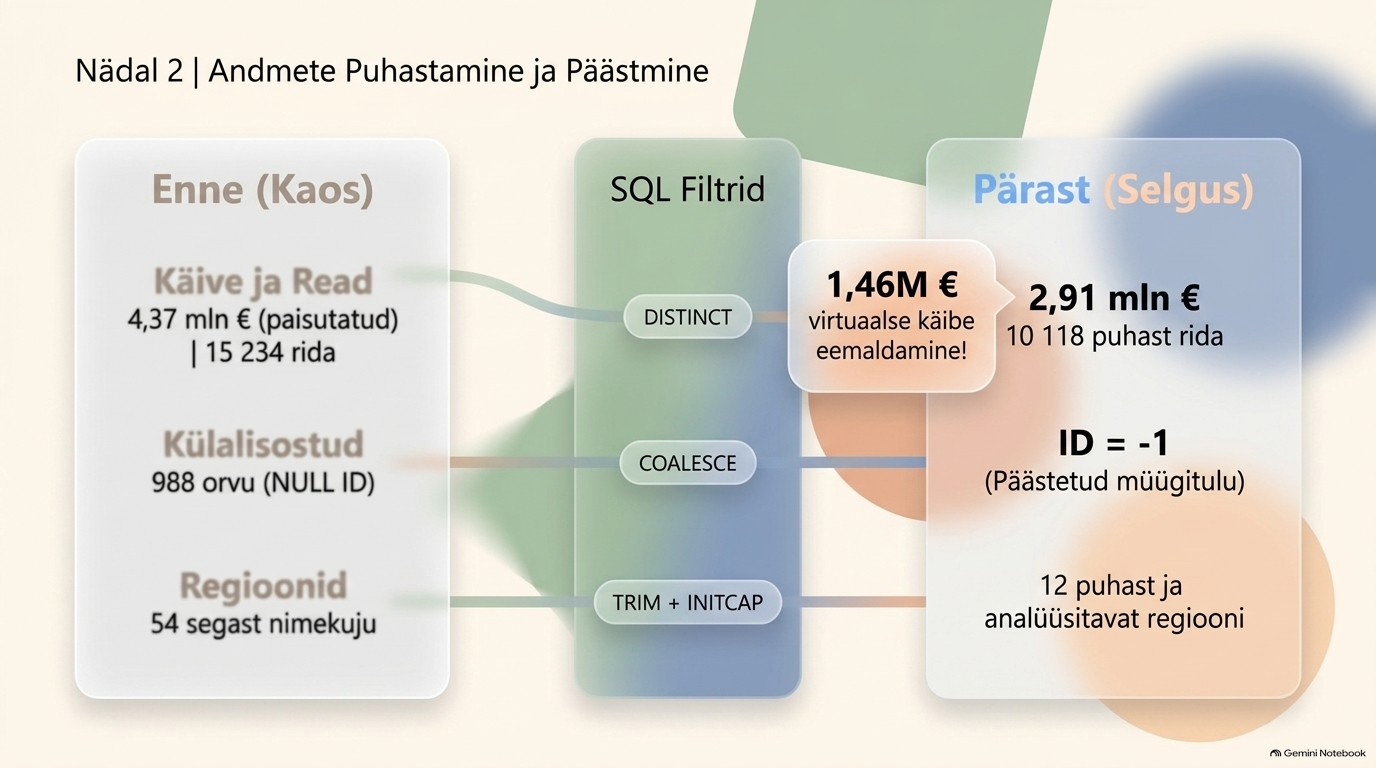 Nädal 2 | Andmete Puhastamine ja Päästmine
Enne (Kaos)
Käive ja Read
4,37 mln € (paisutatud)
| 15 234 rida
Külalisostud
988 orvu (NULL ID)
Regioonid
54 segast nimekuju
SQL Filtrid
DISTINCT
COALESCE
TRIM + INITCAP
1,46M €
virtuaalse käibe
eemaldamine!
Pärast (Selgus)
2,91 mln €
10 118 puhast rida
ID = -1
(Päästetud müügitulu)
12 puhast ja
analüüsitavat regiooni
Gemini Notebook